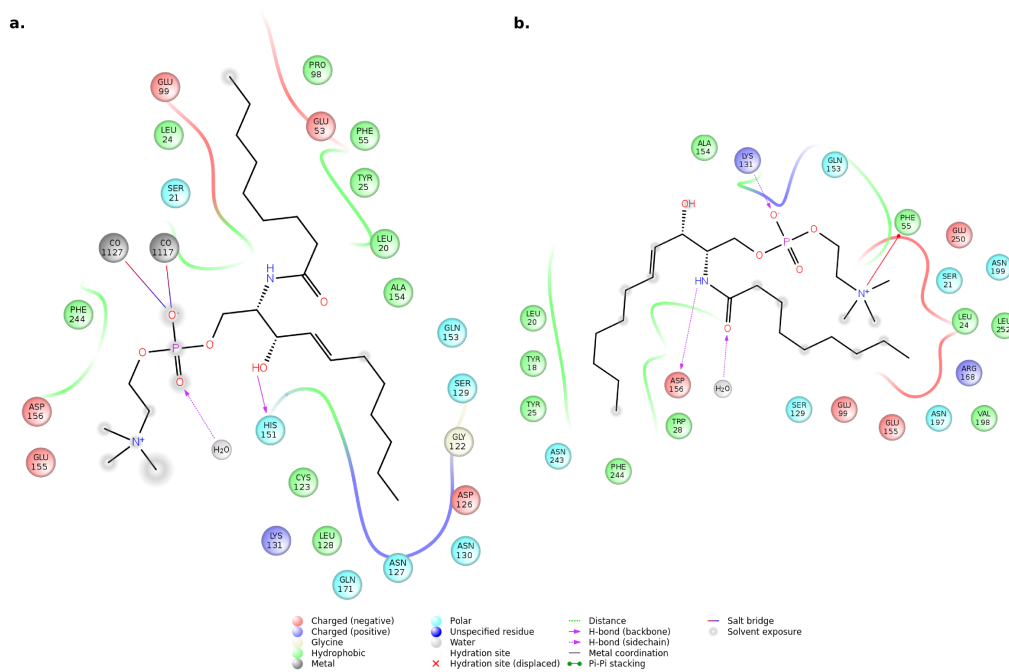 a.
b.
PRO
98
GLU
99
GLU
53
PHE
55
LEU
24
TYR
25
SER
21
LEU
20
CO
1127
CO
1117
H
N
O
ALA
154
PHE
244
O-
P
O
O
O
HO
GLN
153
SER
129
ASP
156
N+
H₂O
HIS
151
GLY
122
GLU
155
CYS
123
ASP
126
LYS
131
LEU
128
ASN
130
ASN
127
GLN
171
ALA
154
LYS
131
GLN
153
OH
O-
PHE
55
GLU
250
P
O
O
O
ASN
199
SER
21
HN
N+
LEU
20
O
LEU
24
LEU
252
TYR
18
ARG
168
ASP
156
H₂O
TYR
25
TRP
28
SER
129
GLU
99
GLU
155
ASN
197
VAL
198
ASN
243
PHE
244
Charged (negative)
Charged (positive)
Glycine
Hydrophobic
Metal
Polar
Unspecified residue
Water
Hydration site
Hydration site (displaced)
Distance
H-bond (backbone)
H-bond (sidechain)
Metal coordination
Pi-Pi stacking
Salt bridge
Solvent exposure